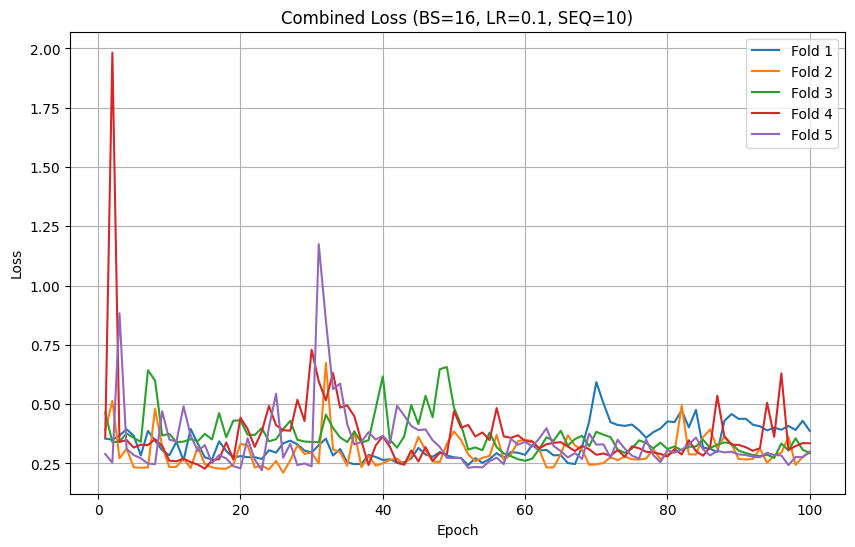 Combined Loss (BS=16, LR=0.1, SEQ=10)
2.00
1.75
1.50
1.25
1.00
0.75
0.50
0.25
Loss
Fold 1
Fold 2
Fold 3
Fold 4
Fold 5
0 20 40 60 80 100
Epoch